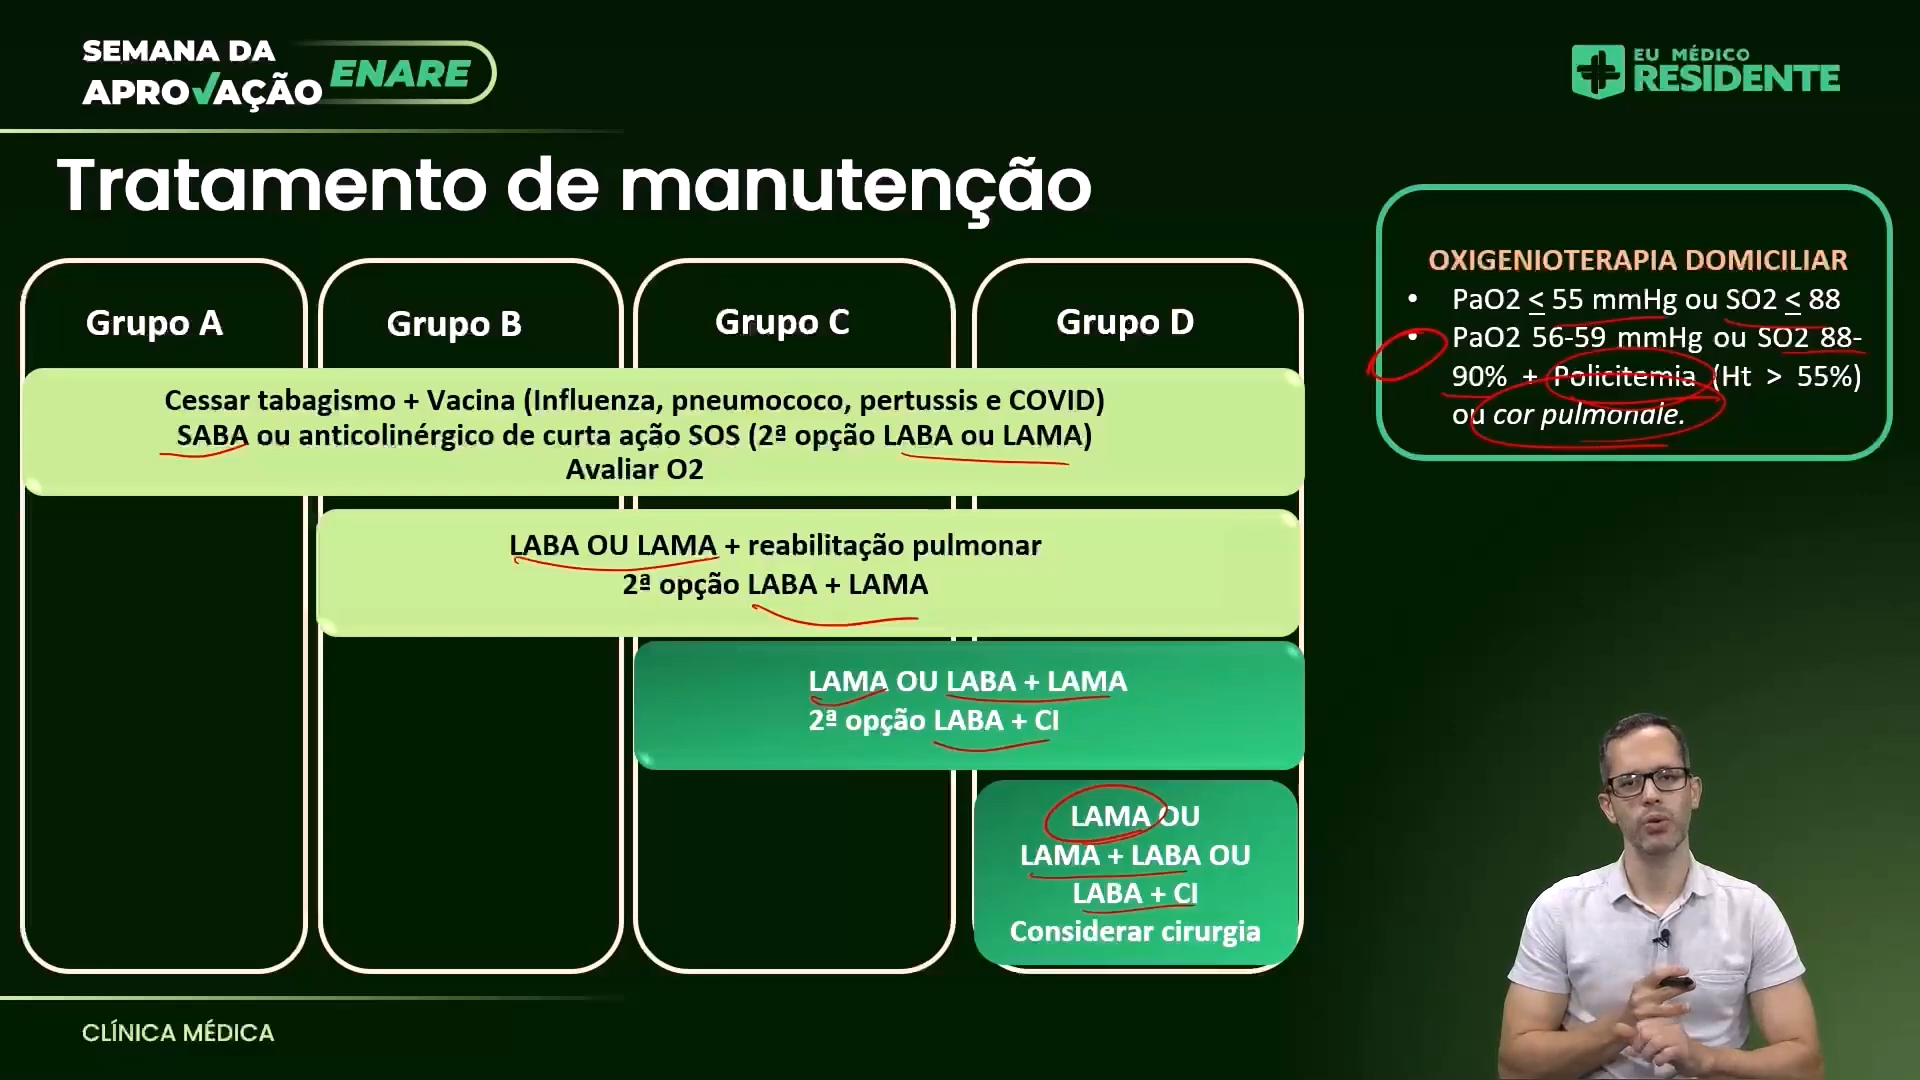 SEMANA DA
APROVAÇÃO ENARE
EU MÉDICO
RESIDENTE
Tratamento de manutenção
Grupo A
Grupo B
Grupo C
Grupo D
Cessar tabagismo + Vacina (Influenza, pneumococo, pertussis e COVID)
SABA ou anticolinérgico de curta ação SOS (2ª opção LABA ou LAMA)
Avaliar O2
LABA OU LAMA + reabilitação pulmonar
2ª opção LABA + LAMA
LAMA OU LABA + LAMA
2ª opção LABA + CI
LAMA OU
LAMA + LABA OU
LABA + CI
Considerar cirurgia
OXIGENIOTERAPIA DOMICILIAR
• PaO2 ≤ 55 mmHg ou SO2 ≤ 88
• PaO2 56-59 mmHg ou SO2 88-
90% + Policitemia (Ht > 55%)
ou cor pulmonale.
CLÍNICA MÉDICA